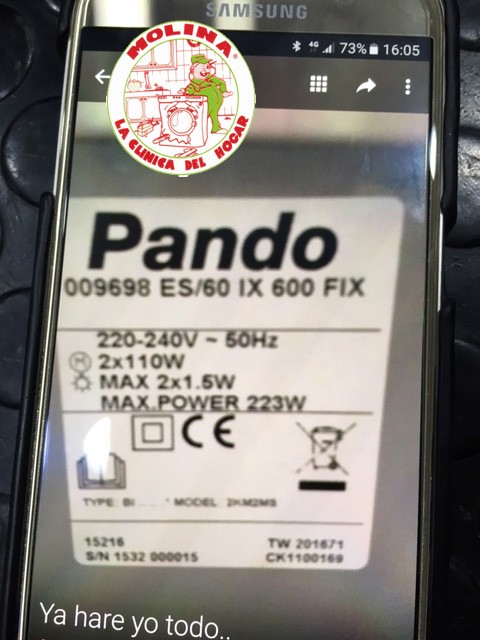 SAMSUNG
4G 73% 16:05
MOLINA
LA CLINICA DEL HOGAR
Pando
009698 ES/60 IX 600 FIX
220-240V ~ 50Hz
M 2x110W
MAX 2x1.5W
MAX.POWER 223W
CE
TYPE: MODEL: 2KM2MS
15216 TW 201671
S/N 1532 000015 CK1100169
Ya hare yo todo..